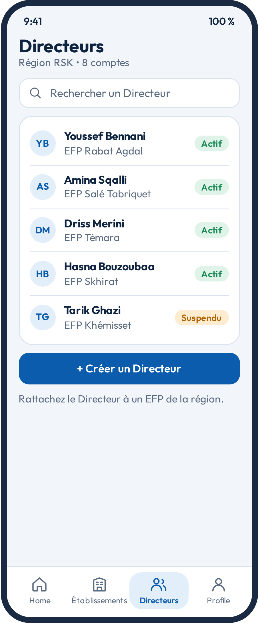 9:41
100 %
Directeurs
Région RSK • 8 comptes
Rechercher un Directeur
YB
Youssef Bennani
EFP Rabat Agdal
Actif
AS
Amina Sqalli
EFP Salé Tabriquet
Actif
DM
Driss Merini
EFP Témara
Actif
HB
Hasna Bouzoubaa
EFP Skhirat
Actif
TG
Tarik Ghazi
EFP Khémisset
Suspendu
+ Créer un Directeur
Rattachez le Directeur à un EFP de la région.
Home
Établissements
Directeurs
Profile